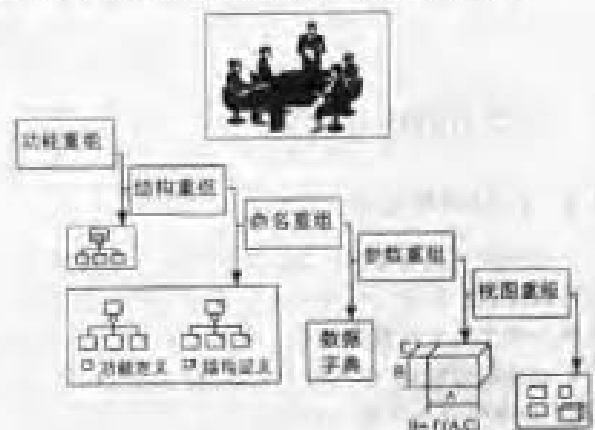 功能重组
结构重组
命名重组
参数重组
视图重组
功能定义 结构定义
数据
字典
B
A
B= f (A,C)